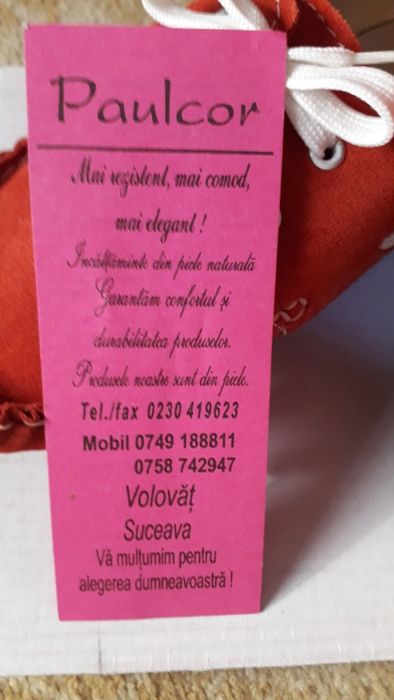 Paulcor
Mai rezistent, mai comod,
mai elegant !
Încălțăminte din piele naturală
Garantăm confortul și
durabilitatea produselor.
Produsele noastre sunt din piele.
Tel./fax 0230 419623
Mobil 0749 188811
0758 742947
Volovăț
Suceava
Vă mulțumim pentru
alegerea dumneavoastră !